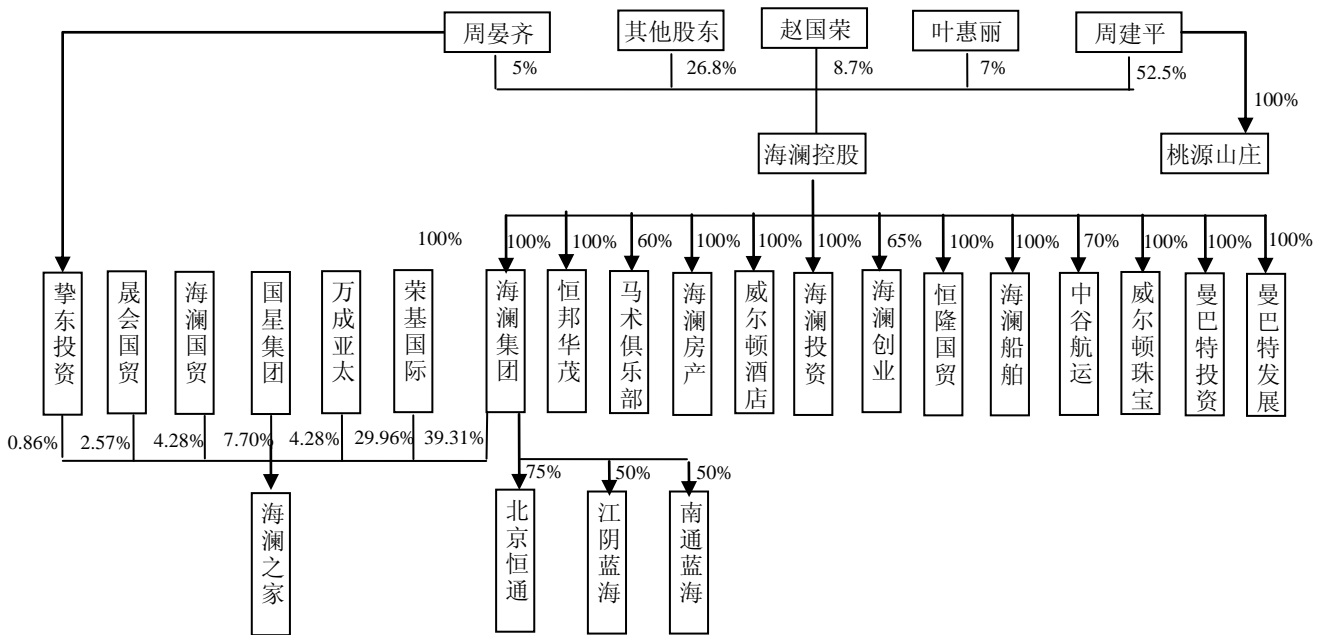 周晏齐
其他股东
赵国荣
叶惠丽
周建平
5%
26.8%
8.7%
7%
52.5%
100%
海澜控股
桃源山庄
100%
100%
100%
60%
100%
100%
100%
65%
100%
100%
70%
100%
100%
100%
挚东投资
晟会国贸
海澜国贸
国星集团
万成亚太
荣基国际
海澜集团
恒邦华茂
马术俱乐部
海澜房产
威尔顿酒店
海澜投资
海澜创业
恒隆国贸
海澜船舶
中谷航运
威尔顿珠宝
曼巴特投资
曼巴特发展
0.86%
2.57%
4.28%
7.70%
4.28%
29.96%
39.31%
75%
50%
50%
海澜之家
北京恒通
江阴蓝海
南通蓝海